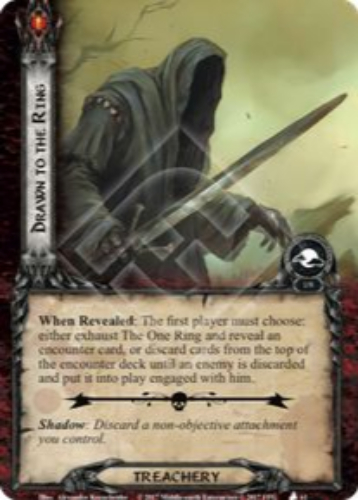 DRAWN TO THE RING
When Revealed: The first player must choose:
either exhaust The One Ring and reveal an
encounter card, or discard cards from the top of
the encounter deck until an enemy is discarded
and put it into play engaged with him.
Shadow: Discard a non-objective attachment
you control.
TREACHERY